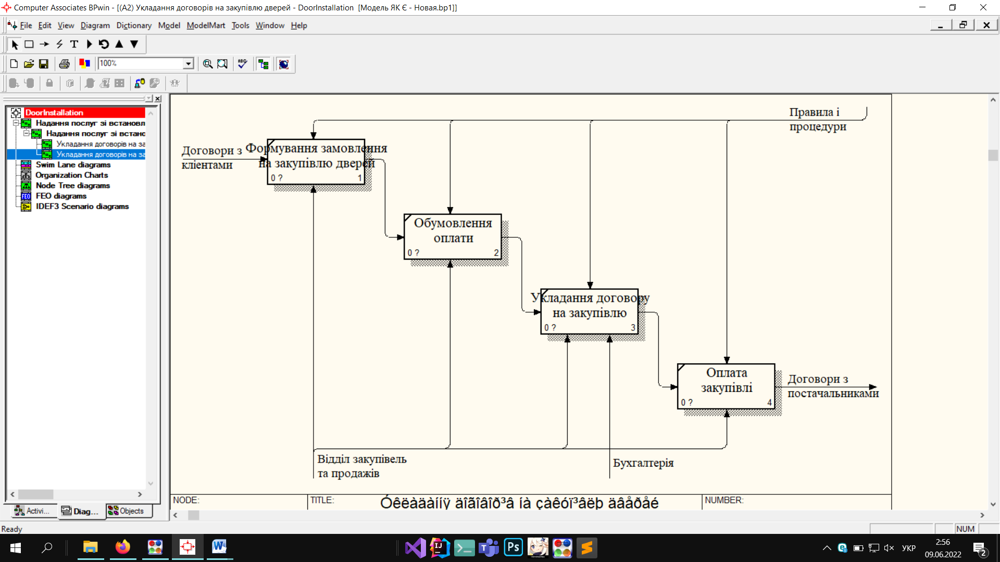 Computer Associates BPwin - [(A2) Укладання договорів на закупівлю дверей - DoorInstallation  [Модель ЯК Є - Новая.bp1]]
File Edit View Diagram Dictionary Model ModelMart Tools Window Help
T
100%
ABC
DoorInstallation
Надання послуг зі встановл
Надання послуг зі встано
Укладання договорів на за
Укладання договорів на за
Swim Lane diagrams
Organization Charts
Node Tree diagrams
FEO diagrams
IDEF3 Scenario diagrams
Activi... Diag... Objects
Правила і
процедури
Договори з
клієнтами
Формування замовлення
на закупівлю дверей
0 ? 1
Обумовлення
оплати
0 ? 2
Укладання договору
на закупівлю
0 ? 3
Оплата
закупівлі
0 ? 4
Договори з
постачальниками
Відділ закупівель
та продажів
Бухгалтерія
NODE: TITLE: Óêëàäàííÿ äîãîâîð³â íà çàêóï³âëþ äâåðåé NUMBER:
Ready
NUM
УКР
2:56
09.06.2022
2